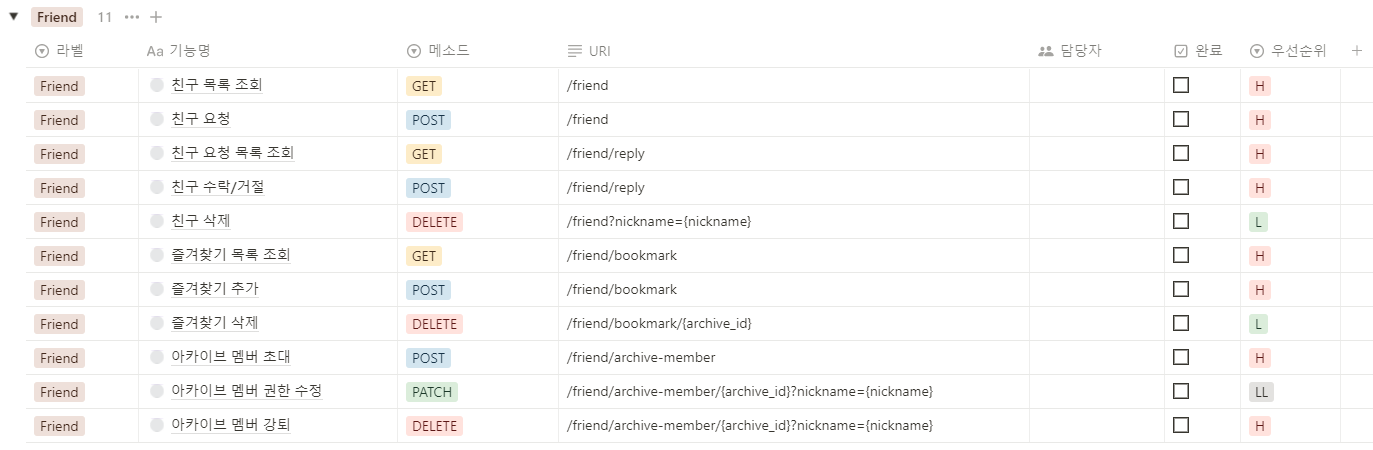 Friend 11
라벨 Aa 기능명 메소드 URI 담당자 완료 우선순위
Friend 친구 목록 조회 GET /friend H
Friend 친구 요청 POST /friend H
Friend 친구 요청 목록 조회 GET /friend/reply H
Friend 친구 수락/거절 POST /friend/reply H
Friend 친구 삭제 DELETE /friend?nickname={nickname} L
Friend 즐겨찾기 목록 조회 GET /friend/bookmark H
Friend 즐겨찾기 추가 POST /friend/bookmark H
Friend 즐겨찾기 삭제 DELETE /friend/bookmark/{archive_id} L
Friend 아카이브 멤버 초대 POST /friend/archive-member H
Friend 아카이브 멤버 권한 수정 PATCH /friend/archive-member/{archive_id}?nickname={nickname} LL
Friend 아카이브 멤버 강퇴 DELETE /friend/archive-member/{archive_id}?nickname={nickname} H